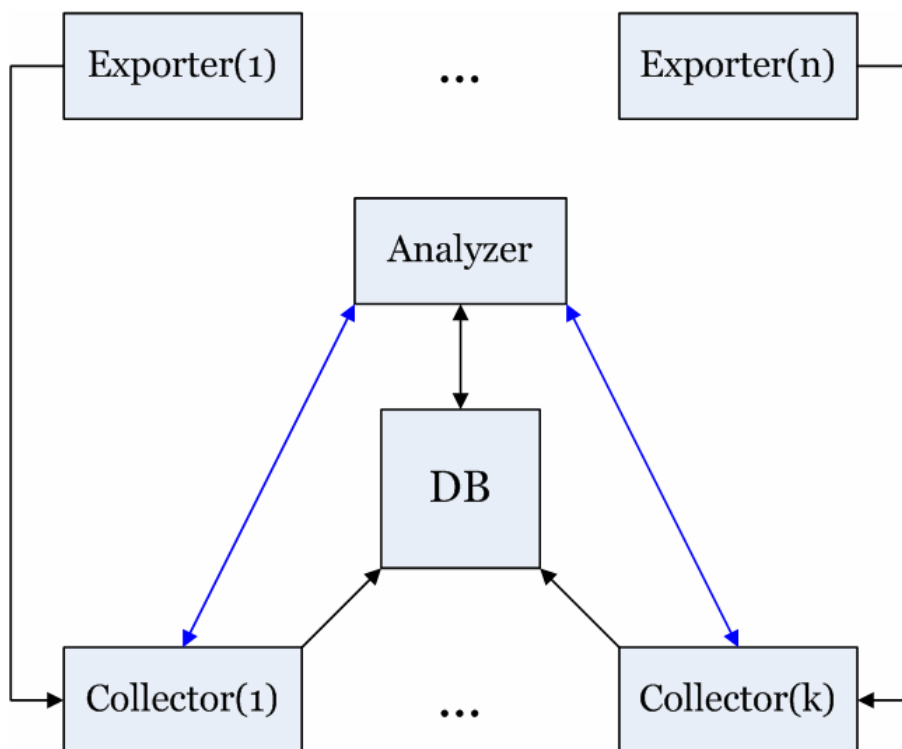 Exporter(1) ... Exporter(n)
Analyzer
DB
Collector(1) ... Collector(k)